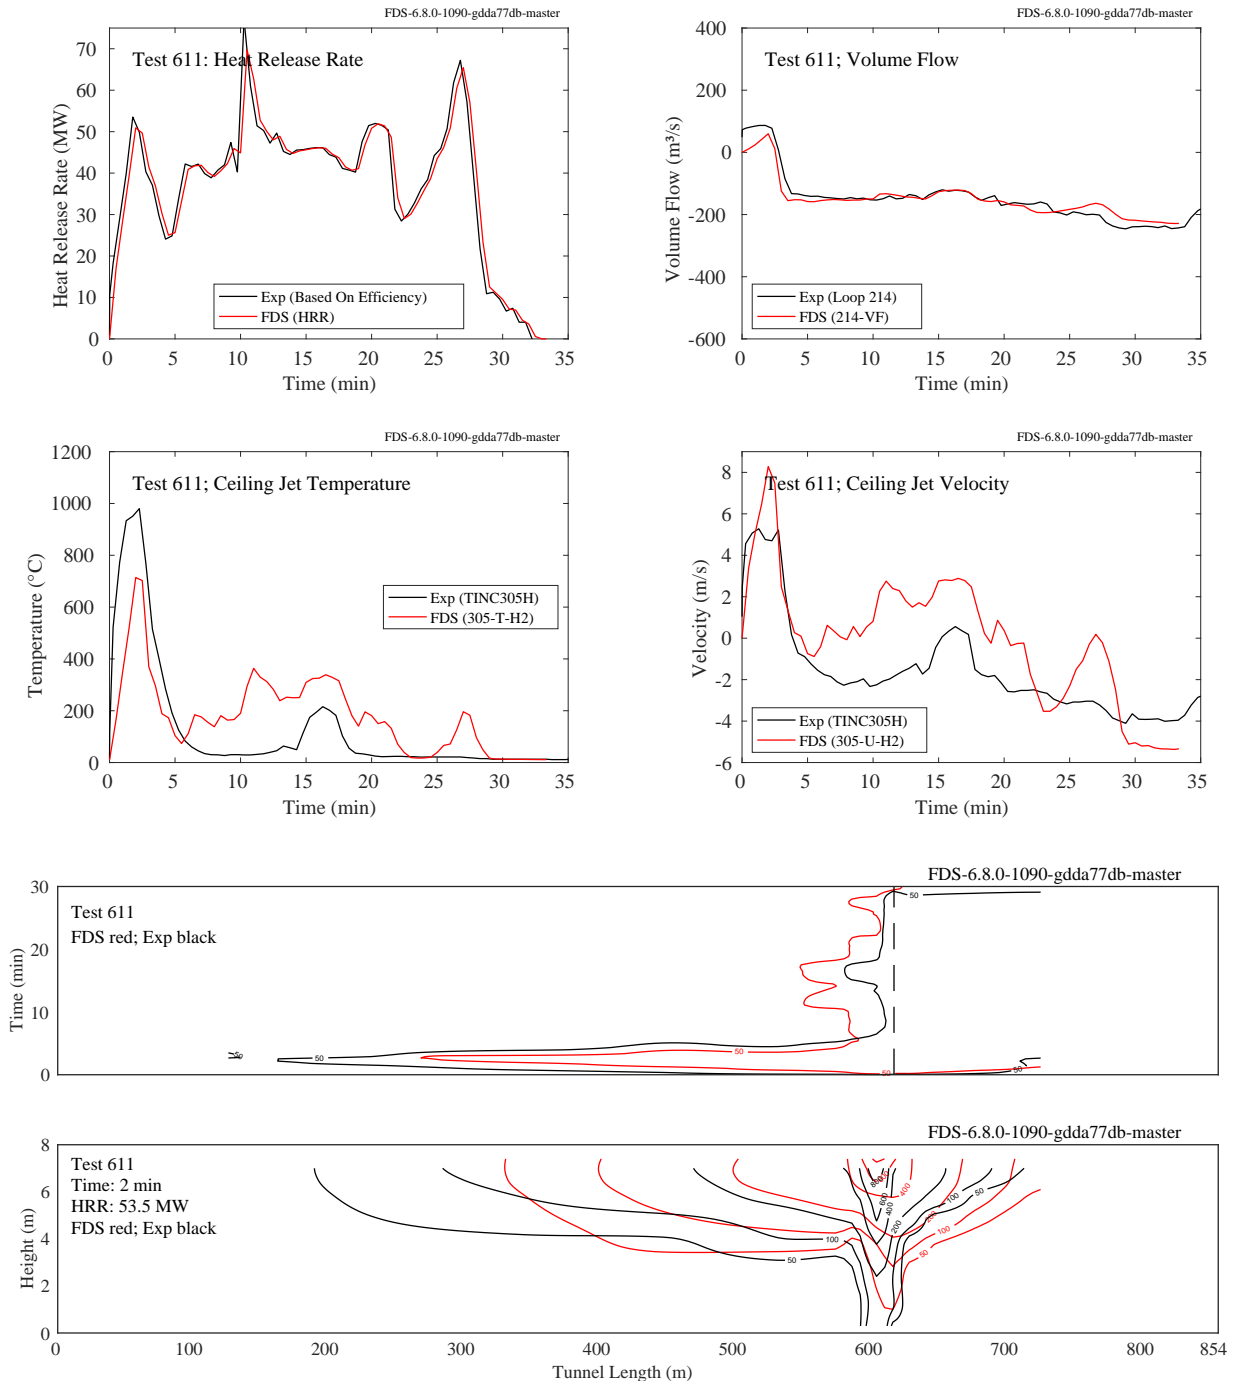 FDS-6.8.0-1090-gdda77db-master
Test 611: Heat Release Rate
Heat Release Rate (MW)
70
60
50
40
30
20
10
0
Exp (Based On Efficiency)
FDS (HRR)
0 5 10 15 20 25 30 35
Time (min)
FDS-6.8.0-1090-gdda77db-master
Test 611; Volume Flow
Volume Flow (m³/s)
400
200
0
-200
-400
-600
Exp (Loop 214)
FDS (214-VF)
0 5 10 15 20 25 30 35
Time (min)
FDS-6.8.0-1090-gdda77db-master
Test 611; Ceiling Jet Temperature
Temperature (°C)
1200
1000
800
600
400
200
0
Exp (TINC305H)
FDS (305-T-H2)
0 5 10 15 20 25 30 35
Time (min)
FDS-6.8.0-1090-gdda77db-master
Test 611; Ceiling Jet Velocity
Velocity (m/s)
8
6
4
2
0
-2
-4
-6
Exp (TINC305H)
FDS (305-U-H2)
0 5 10 15 20 25 30 35
Time (min)
FDS-6.8.0-1090-gdda77db-master
Test 611
FDS red; Exp black
Time (min)
30
20
10
0
50
50
50
50
50
FDS-6.8.0-1090-gdda77db-master
Test 611
Time: 2 min
HRR: 53.5 MW
FDS red; Exp black
Height (m)
8
6
4
2
0
800
600
400
400
200
100
50
100
50
100
50
0 100 200 300 400 500 600 700 800 854
Tunnel Length (m)